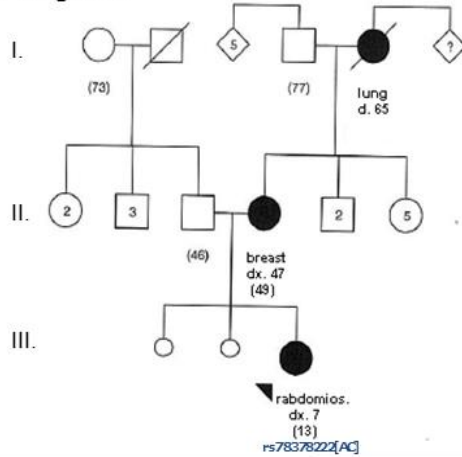 I.
5
?
(73)
(77)
lung
d. 65
II.
2
3
2
5
(46)
breast
dx. 47
(49)
III.
rabdomios.
dx. 7
(13)
rs78378222[AC]